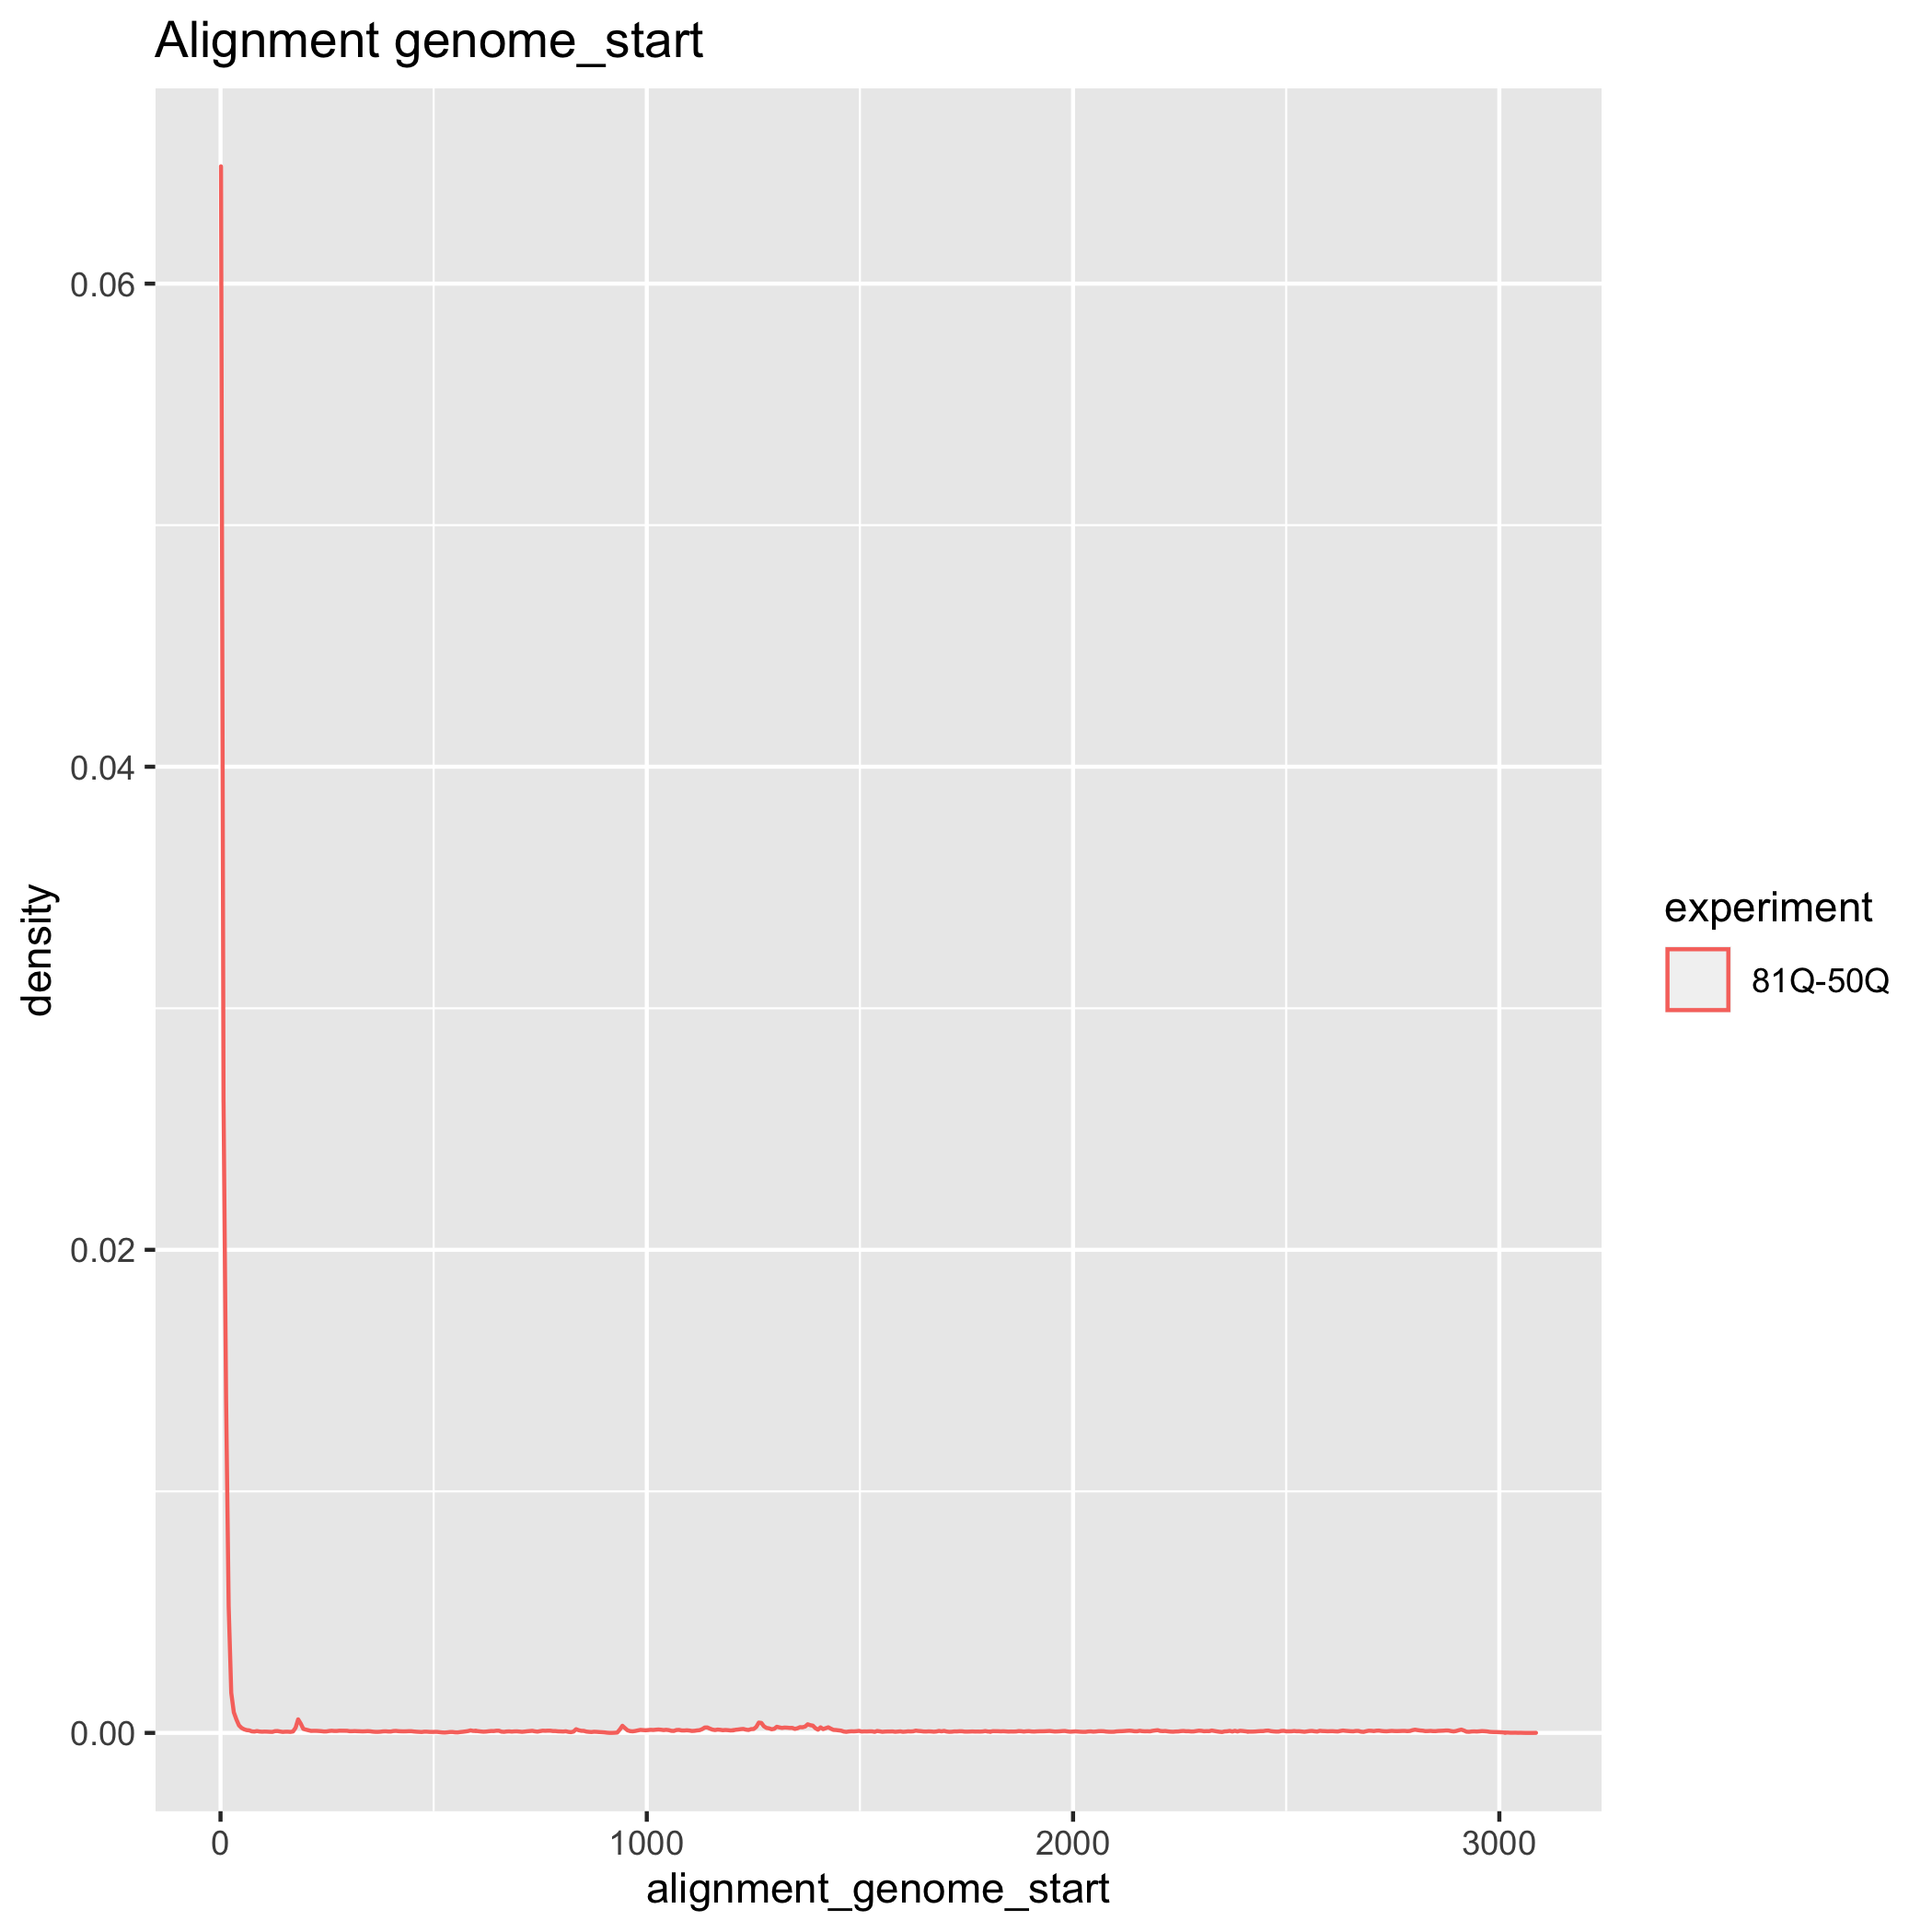 Alignment genome_start
0.06
0.04
0.02
0.00
density
0
1000
2000
3000
alignment_genome_start
experiment
81Q-50Q